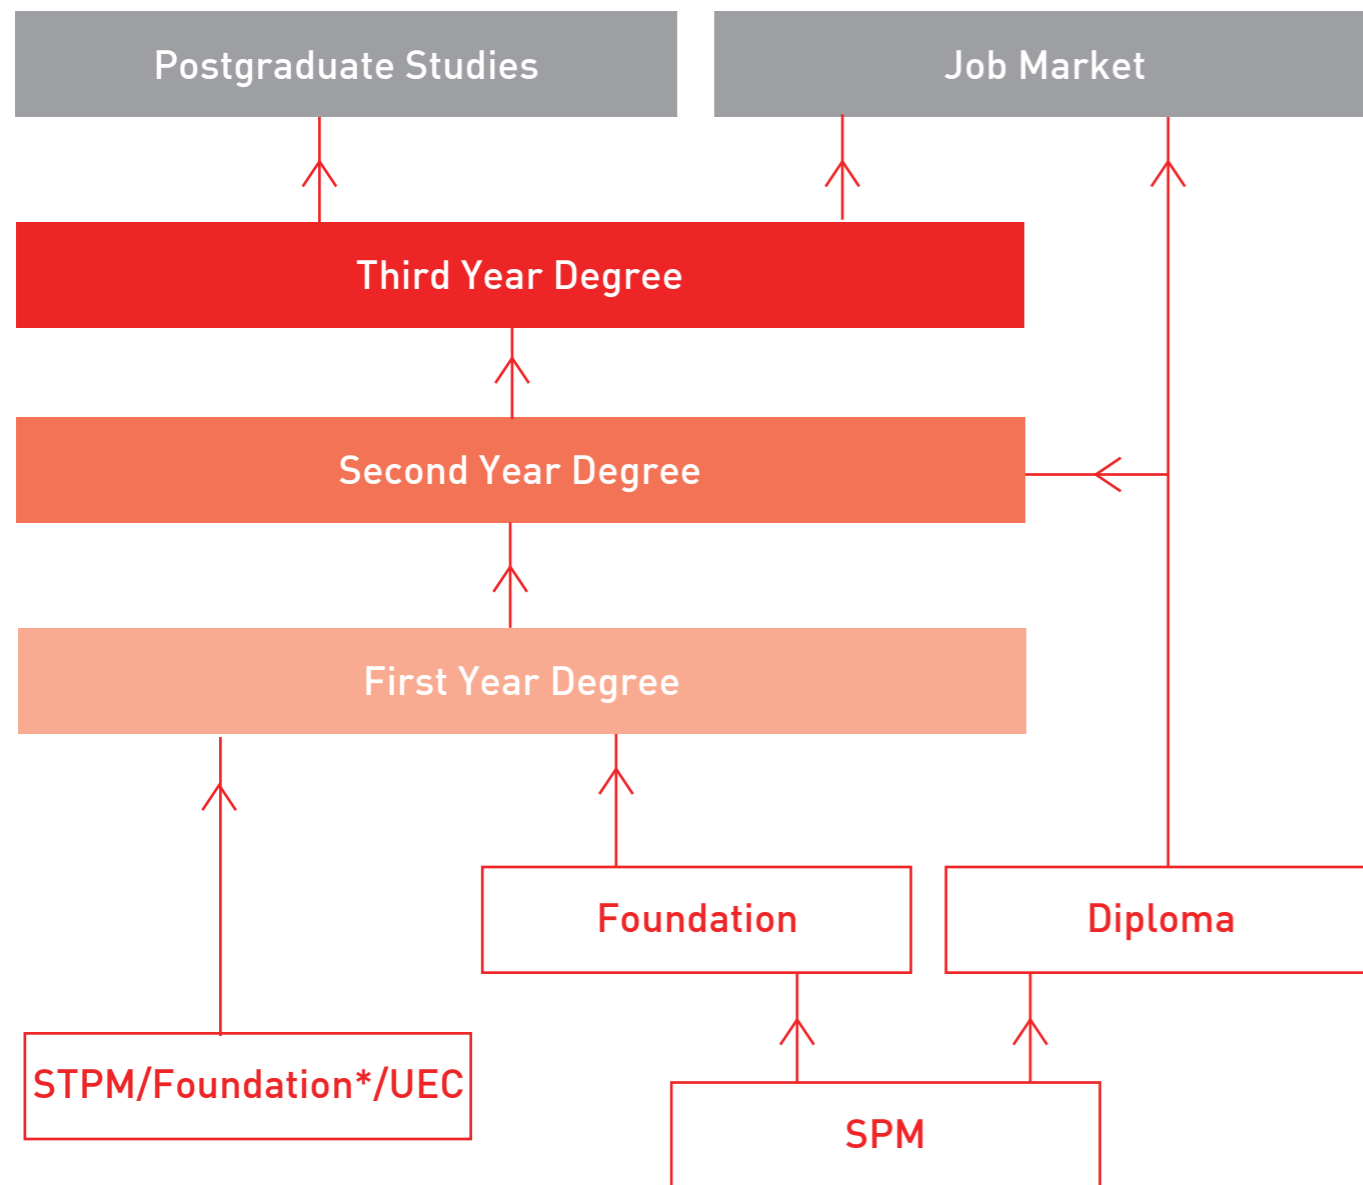 Postgraduate Studies
Job Market
Third Year Degree
Second Year Degree
First Year Degree
Foundation
Diploma
STPM/Foundation*/UEC
SPM